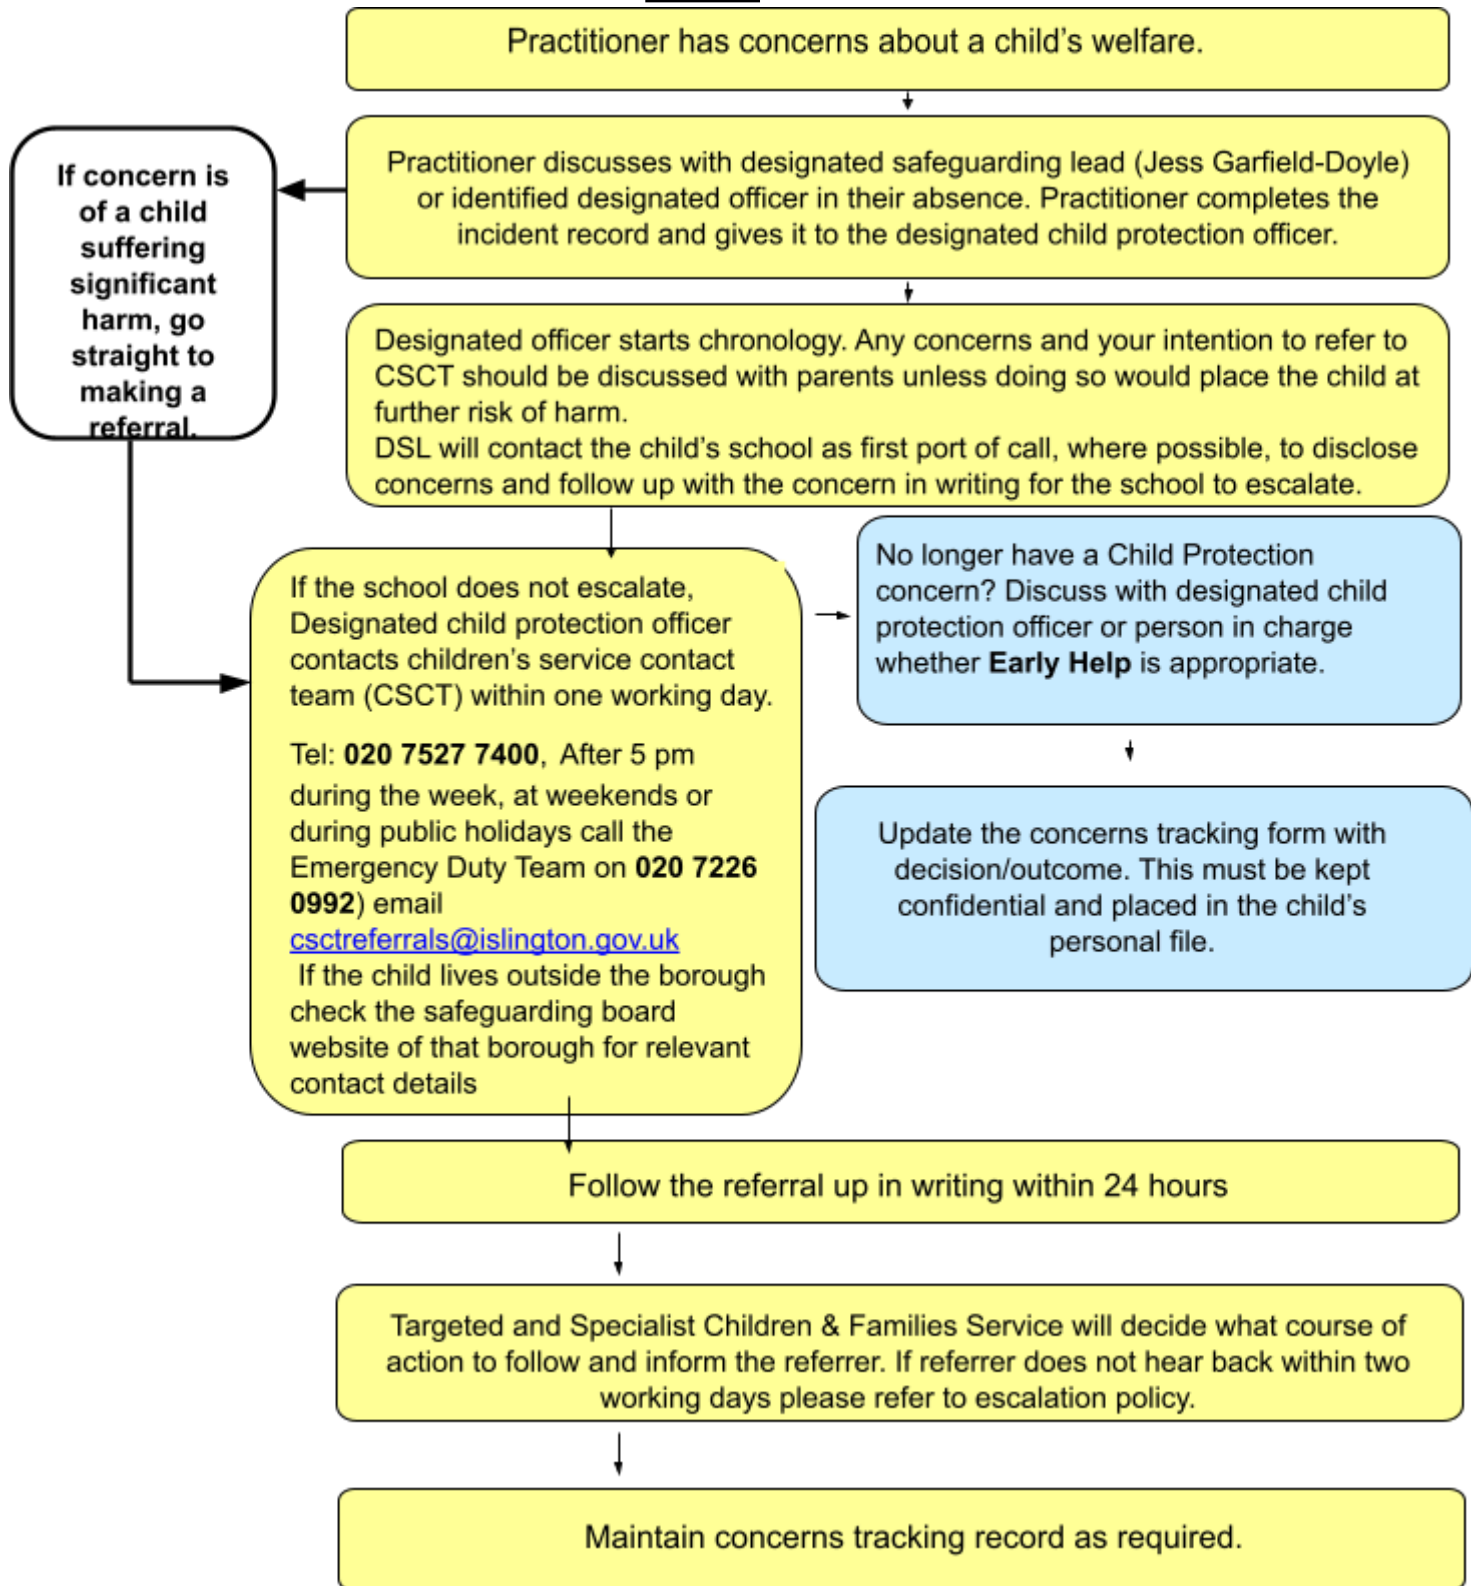 Practitioner has concerns about a child’s welfare.
Practitioner discusses with designated safeguarding lead (Jess Garfield-Doyle)
or identified designated officer in their absence. Practitioner completes the
incident record and gives it to the designated child protection officer.
If concern is
of a child
suffering
significant
harm, go
straight to
making a
referral.
Designated officer starts chronology. Any concerns and your intention to refer to
CSCT should be discussed with parents unless doing so would place the child at
further risk of harm.
DSL will contact the child’s school as first port of call, where possible, to disclose
concerns and follow up with the concern in writing for the school to escalate.
If the school does not escalate,
Designated child protection officer
contacts children’s service contact
team (CSCT) within one working day.
Tel: 020 7527 7400, After 5 pm
during the week, at weekends or
during public holidays call the
Emergency Duty Team on 020 7226
0992) email
csctreferrals@islington.gov.uk
If the child lives outside the borough
check the safeguarding board
website of that borough for relevant
contact details
No longer have a Child Protection
concern? Discuss with designated child
protection officer or person in charge
whether Early Help is appropriate.
Update the concerns tracking form with
decision/outcome. This must be kept
confidential and placed in the child’s
personal file.
Follow the referral up in writing within 24 hours
Targeted and Specialist Children & Families Service will decide what course of
action to follow and inform the referrer. If referrer does not hear back within two
working days please refer to escalation policy.
Maintain concerns tracking record as required.